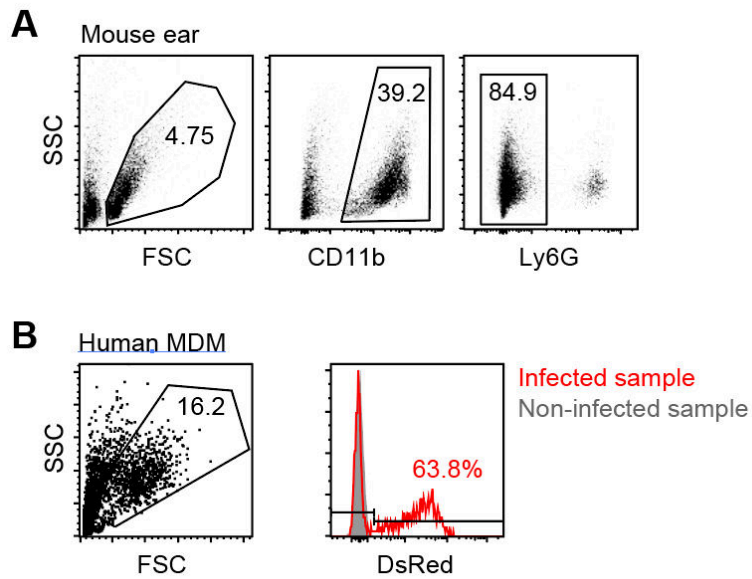 A
Mouse ear
SSC
4.75
39.2
84.9
FSC
CD11b
Ly6G
B
Human MDM
SSC
16.2
63.8%
Infected sample
Non-infected sample
FSC
DsRed